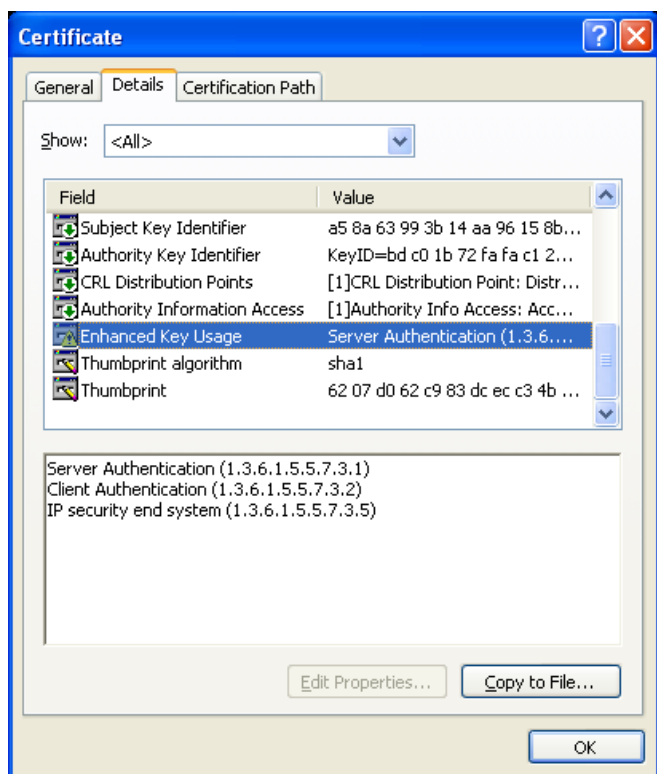 Certificate
General Details Certification Path
Show: <All>
Field Value
Subject Key Identifier a5 8a 63 99 3b 14 aa 96 15 8b...
Authority Key Identifier KeyID=bd c0 1b 72 fa fa c1 2...
CRL Distribution Points [1]CRL Distribution Point: Distr...
Authority Information Access [1]Authority Info Access: Acc...
Enhanced Key Usage Server Authentication (1.3.6....
Thumbprint algorithm sha1
Thumbprint 62 07 d0 62 c9 83 dc ec c3 4b ...
Server Authentication (1.3.6.1.5.5.7.3.1)
Client Authentication (1.3.6.1.5.5.7.3.2)
IP security end system (1.3.6.1.5.5.7.3.5)
Edit Properties... Copy to File...
OK